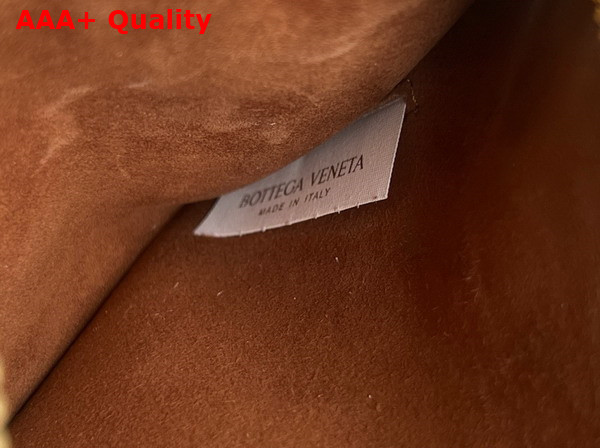 AAA+ Quality
BOTTEGA VENETA
MADE IN ITALY